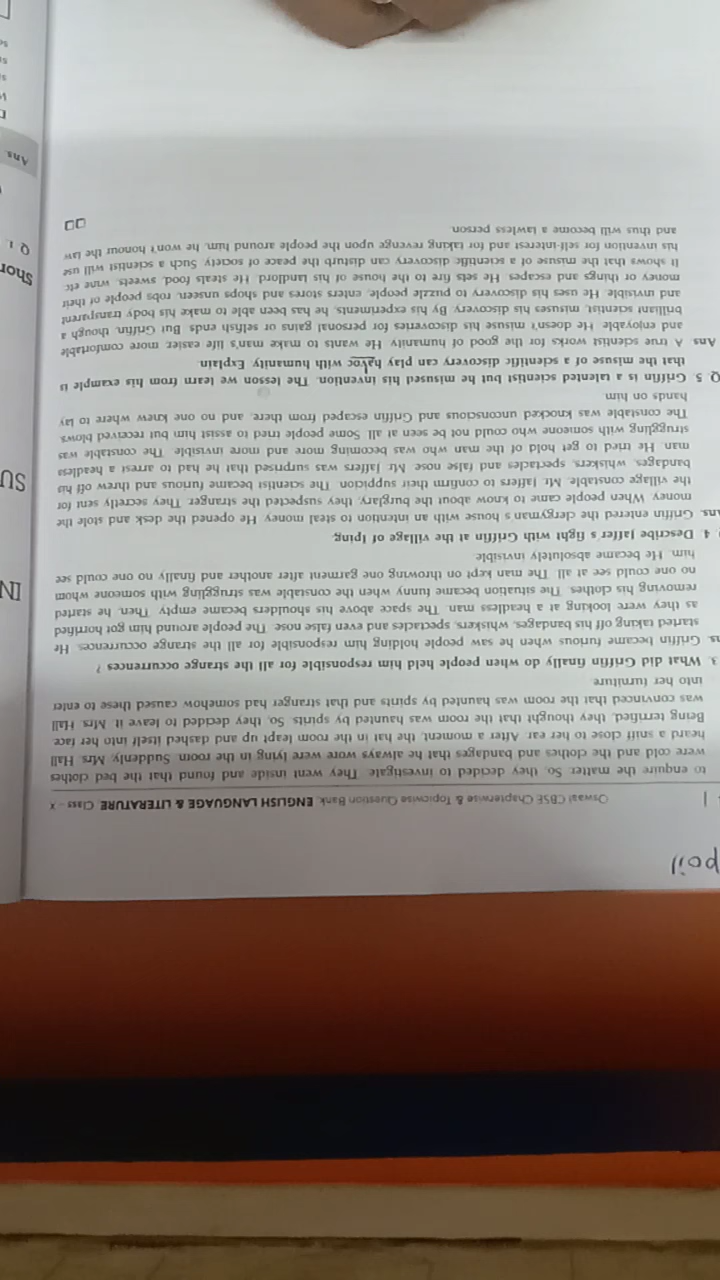 poil
Oswaal CBSE Chapterwise & Topicwise Question Bank, ENGLISH LANGUAGE & LITERATURE Class - X
to enquire the matter. So, they decided to investigate. They went inside and found that the bed clothes
were cold and the clothes and bandages that he always wore were lying in the room. Suddenly, Mrs. Hall
heard a sniff close to her ear. After a moment, the hat in the room leapt up and dashed itself into her face.
Being terrified, they thought that the room was haunted by spirits. So, they decided to leave it. Mrs. Hall
was convinced that the room was haunted by spirits and that stranger had somehow caused these to enter
into her furniture.
3. What did Griffin finally do when people held him responsible for all the strange occurrences ?
ns. Griffin became furious when he saw people holding him responsible for all the strange occurrences. He
started taking off his bandages, whiskers, spectacles and even false nose. The people around him got horrified
as they were looking at a headless man. The space above his shoulders became empty. Then, he started
removing his clothes. The situation became funny when the constable was struggling with someone whom
no one could see at all. The man kept on throwing one garment after another and finally no one could see
him. He became absolutely invisible.
4. Describe Jaffer's fight with Griffin at the village of Iping.
Ans. Griffin entered the clergyman's house with an intention to steal money. He opened the desk and stole the
money. When people came to know about the burglary, they suspected the stranger. They secretly sent for
the village constable, Mr. Jaffers to confirm their suppicion. The scientist became furious and threw off his
bandages, whiskers, spectacles and false nose. Mr. Jaffers was surprised that he had to arrest a headless
man. He tried to get hold of the man who was becoming more and more invisible. The constable was
struggling with someone who could not be seen at all. Some people tried to assist him but received blows.
The constable was knocked unconscious and Griffin escaped from there, and no one knew where to lay
hands on him.
Q. 5. Griffin is a talented scientist but he misused his invention. The lesson we learn from his example is
that the misuse of a scientific discovery can play havoc with humanity. Explain.
Ans. A true scientist works for the good of humanity. He wants to make man's life easier, more comfortable
and enjoyable. He doesn't misuse his discoveries for personal gains or selfish ends. But Griffin, though a
brilliant scientist, misuses his discovery. By his experiments, he has been able to make his body transparent
and invisible. He uses his discovery to puzzle people, enters stores and shops unseen, robs people of their
money or things and escapes. He sets fire to the house of his landlord. He steals food, sweets, wine etc.
It shows that the misuse of a scientific discovery can disturb the peace of society. Such a scientist will use
his invention for self-interest and for taking revenge upon the people around him, he won't honour the law
and thus will become a lawless person.
IN
SU
Shor
Q. 1.
Ans.